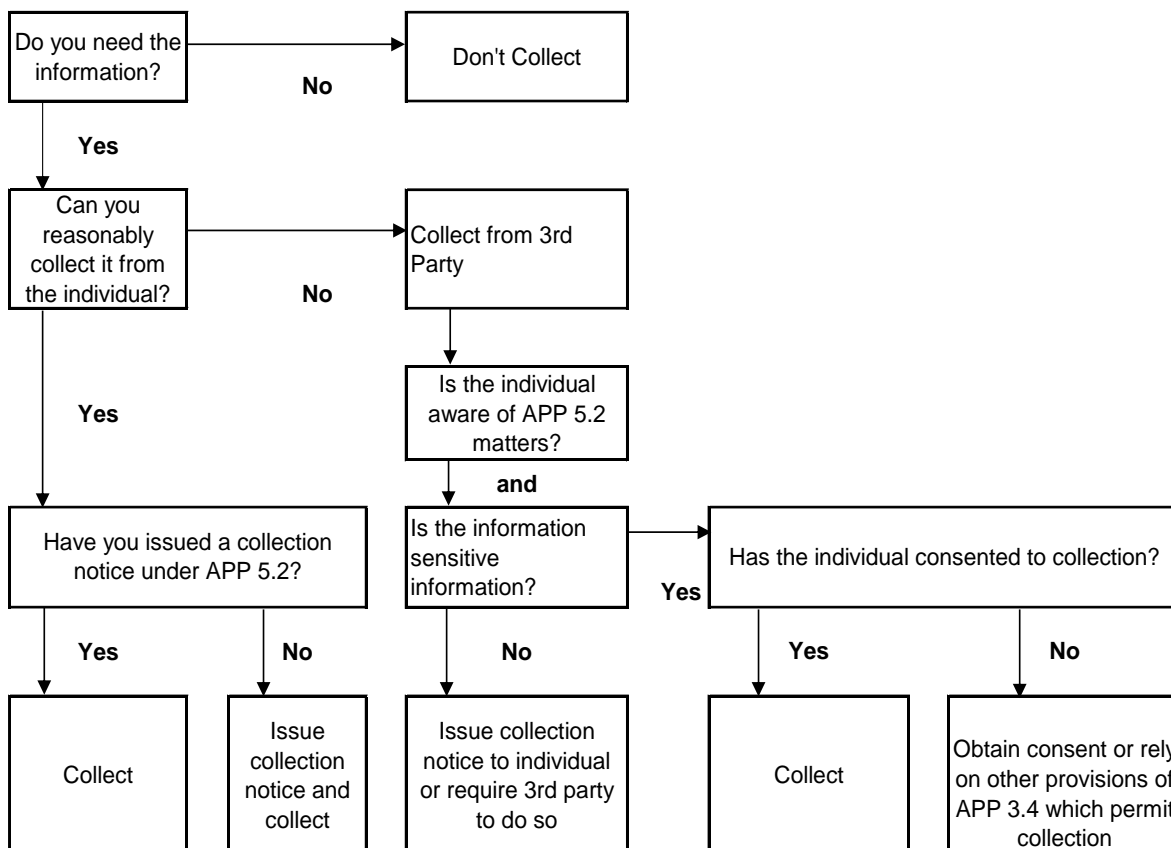 Do you need the
information?
No
Don't Collect
Yes
Can you
reasonably
collect it from
the individual?
No
Collect from 3rd
Party
Yes
Is the individual
aware of APP 5.2
matters?
and
Have you issued a collection
notice under APP 5.2?
Is the information
sensitive
information?
Yes
Has the individual consented to collection?
Yes
No
No
Yes
No
Collect
Issue
collection
notice and
collect
Issue collection
notice to individual
or require 3rd party
to do so
Collect
Obtain consent or rely
on other provisions of
APP 3.4 which permit
collection